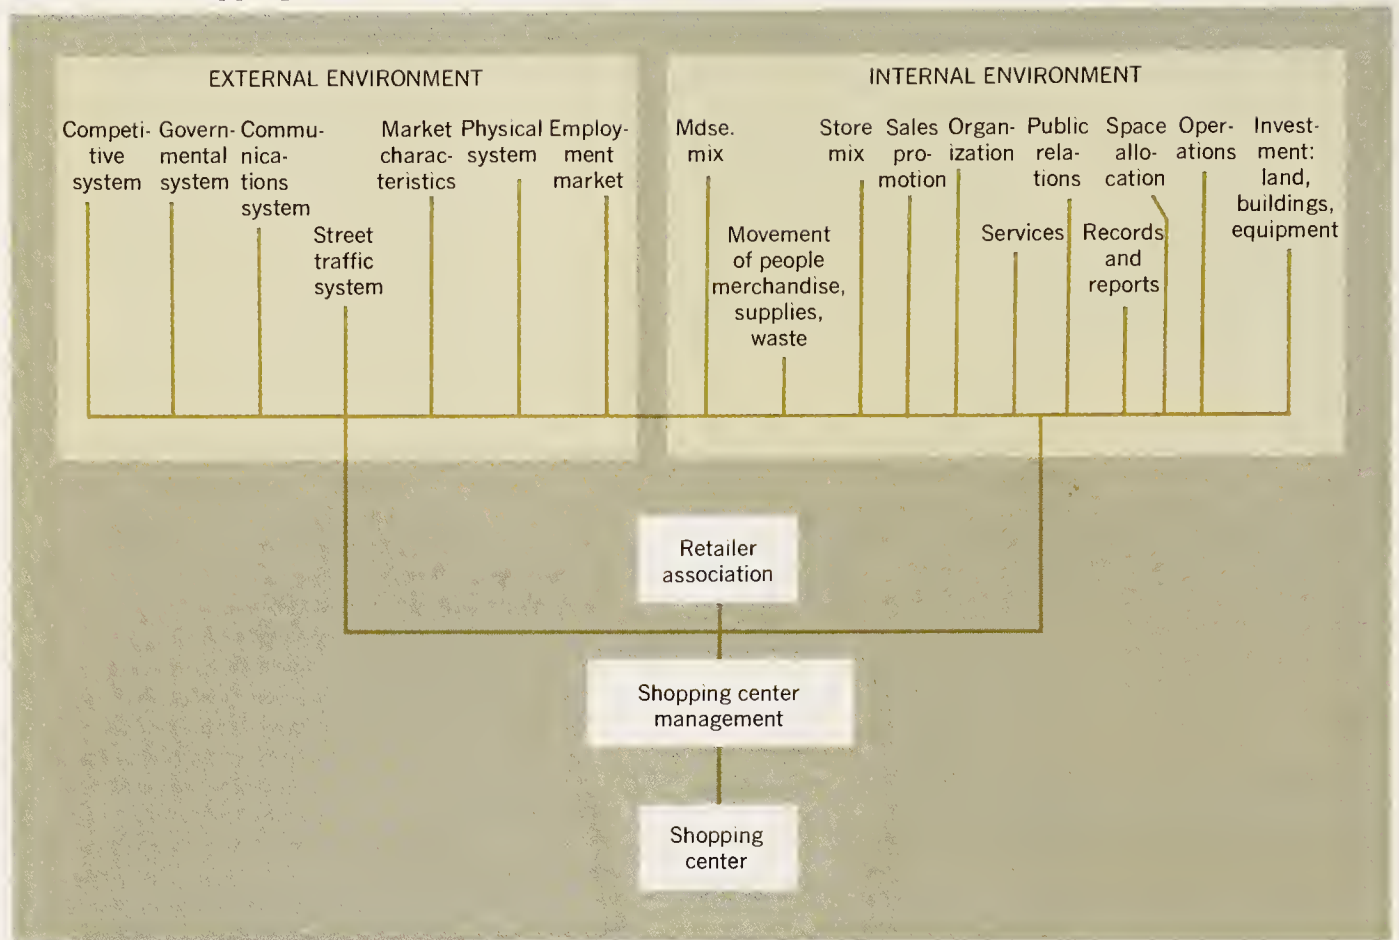 EXTERNAL ENVIRONMENT
Competi-
tive
system
Govern-
mental
system
Commu-
nica-
tions
system
Street
traffic
system
Market
charac-
teristics
Physical
system
Employ-
ment
market
INTERNAL ENVIRONMENT
Mdse.
mix
Movement
of people
merchandise,
supplies,
waste
Store
mix
Sales
pro-
motion
Organ-
ization
Services
Public
rela-
tions
Records
and
reports
Space
allo-
cation
Oper-
ations
Invest-
ment:
land,
buildings,
equipment
Retailer
association
Shopping center
management
Shopping
center